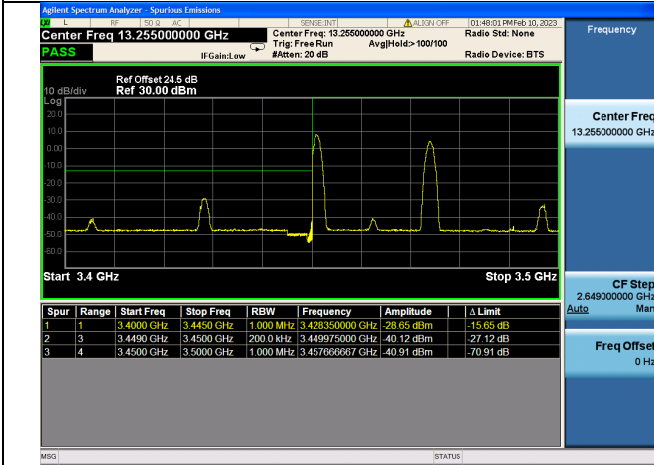 Agilent Spectrum Analyzer - Spurious Emissions
L RF 50 Ω AC SENSE:INT ALIGN OFF 01:48:01 PM Feb 10, 2023
Center Freq 13.255000000 GHz Center Freq: 13.255000000 GHz Radio Std: None
Trig: Free Run Avg|Hold:> 100/100
PASS IFGain:Low #Atten: 20 dB Radio Device: BTS
Frequency
Ref Offset 24.5 dB
10 dB/div Ref 30.00 dBm
Log
20.0
10.0
0.00
-10.0
-20.0
-30.0
-40.0
-50.0
-60.0
Start 3.4 GHz Stop 3.5 GHz
Center Freq
13.255000000 GHz
CF Step
2.649000000 GHz
Auto Man
Freq Offset
0 Hz
Spur Range Start Freq Stop Freq RBW Frequency Amplitude Δ Limit
1 1 3.4000 GHz 3.4450 GHz 1.000 MHz 3.428350000 GHz -28.65 dBm -15.65 dB
2 3 3.4490 GHz 3.4500 GHz 200.0 kHz 3.449975000 GHz -40.12 dBm -27.12 dB
3 4 3.4500 GHz 3.5000 GHz 1.000 MHz 3.457666667 GHz -40.91 dBm -70.91 dB
MSG STATUS